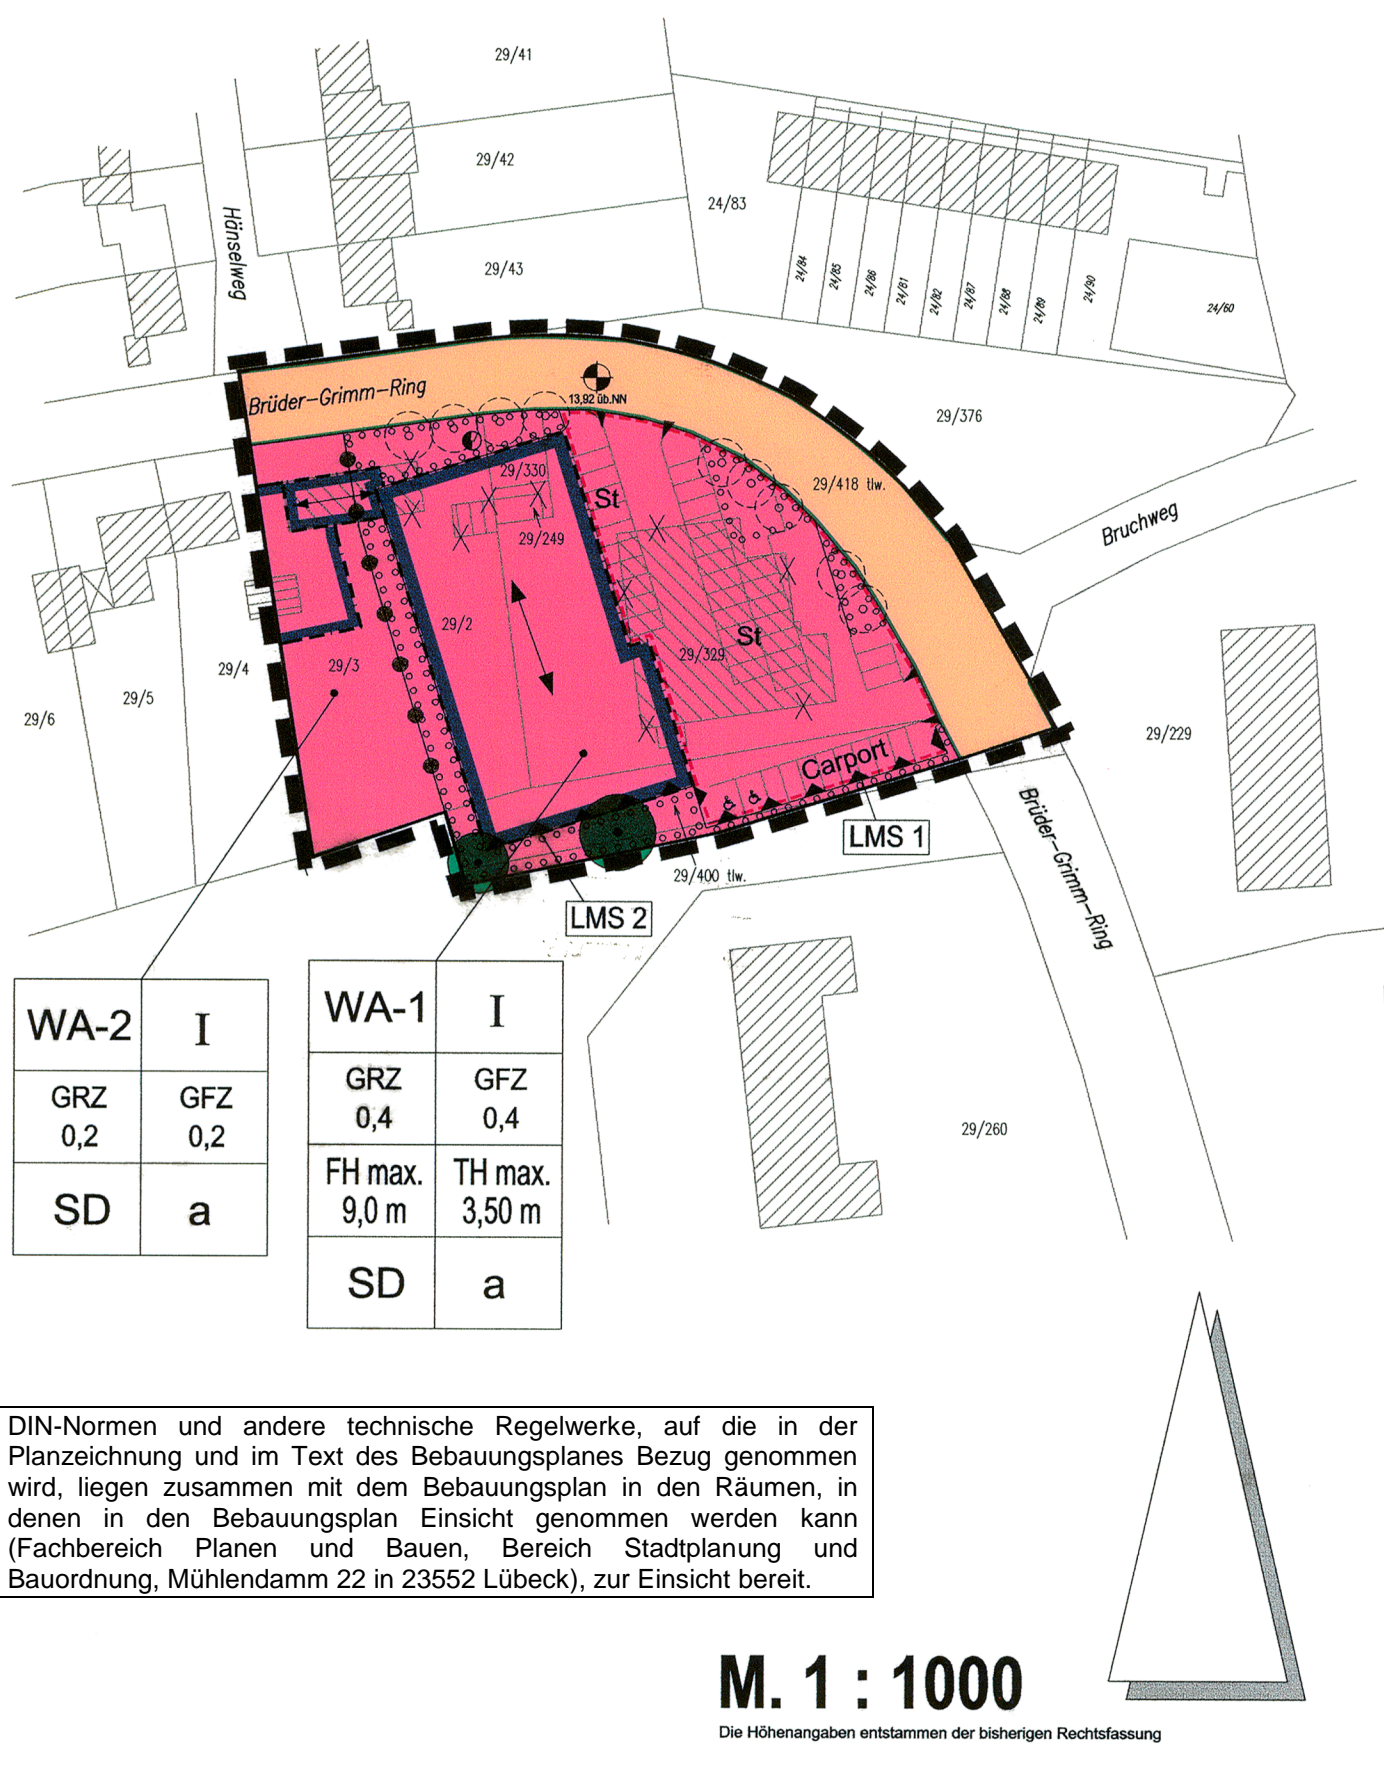 29/41
29/42
24/83
Hänselweg
29/43
24/84
24/85
24/86
24/81
24/82
24/87
24/88
24/89
24/90
24/60
Brüder-Grimm-Ring
13,92 üb.NN
29/376
29/330
29/418 tlw.
St
29/249
Bruchweg
29/2
St
29/329
29/3
29/4
29/5
29/6
29/229
Carport
Brüder-Grimm-Ring
LMS 1
29/400 tlw.
LMS 2
WA-2 I
GRZ GFZ
0,2 0,2
SD a
WA-1 I
GRZ GFZ
0,4 0,4
FH max. TH max.
9,0 m 3,50 m
SD a
29/260
DIN-Normen und andere technische Regelwerke, auf die in der
Planzeichnung und im Text des Bebauungsplanes Bezug genommen
wird, liegen zusammen mit dem Bebauungsplan in den Räumen, in
denen in den Bebauungsplan Einsicht genommen werden kann
(Fachbereich Planen und Bauen, Bereich Stadtplanung und
Bauordnung, Mühlendamm 22 in 23552 Lübeck), zur Einsicht bereit.
M. 1 : 1000
Die Höhenangaben entstammen der bisherigen Rechtsfassung